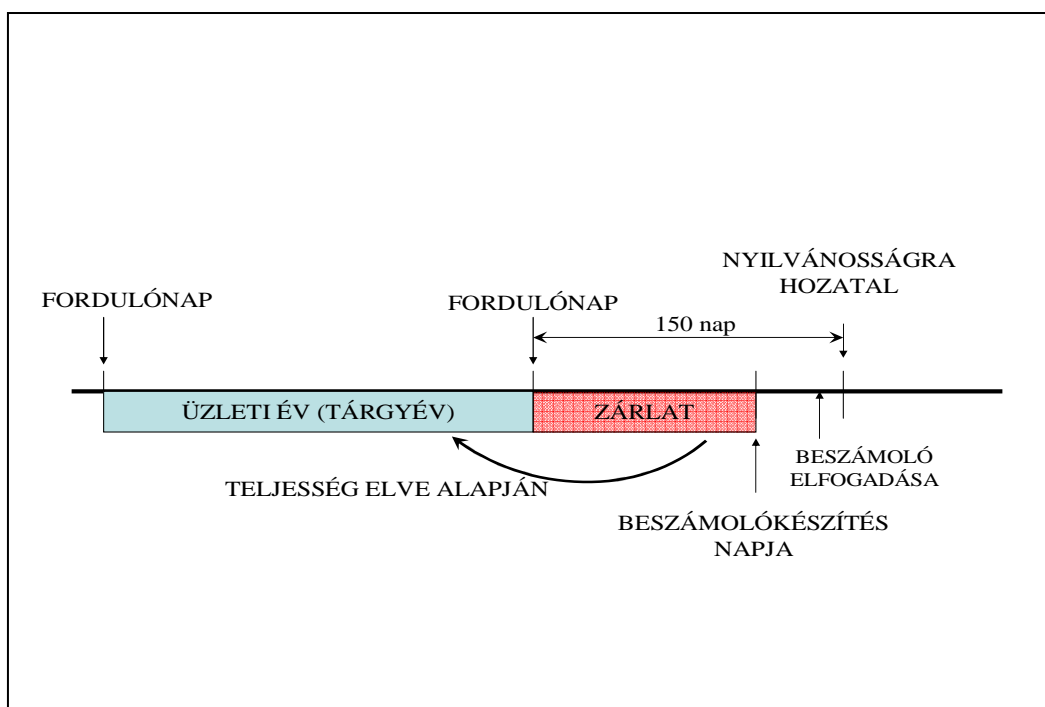 NYILVÁNOSSÁGRA
HOZATAL
FORDULÓNAP
FORDULÓNAP
150 nap
ÜZLETI ÉV (TÁRGYÉV)
ZÁRLAT
BESZÁMOLÓ
ELFOGADÁSA
TELJESSÉG ELVE ALAPJÁN
BESZÁMOLÓKÉSZÍTÉS
NAPJA